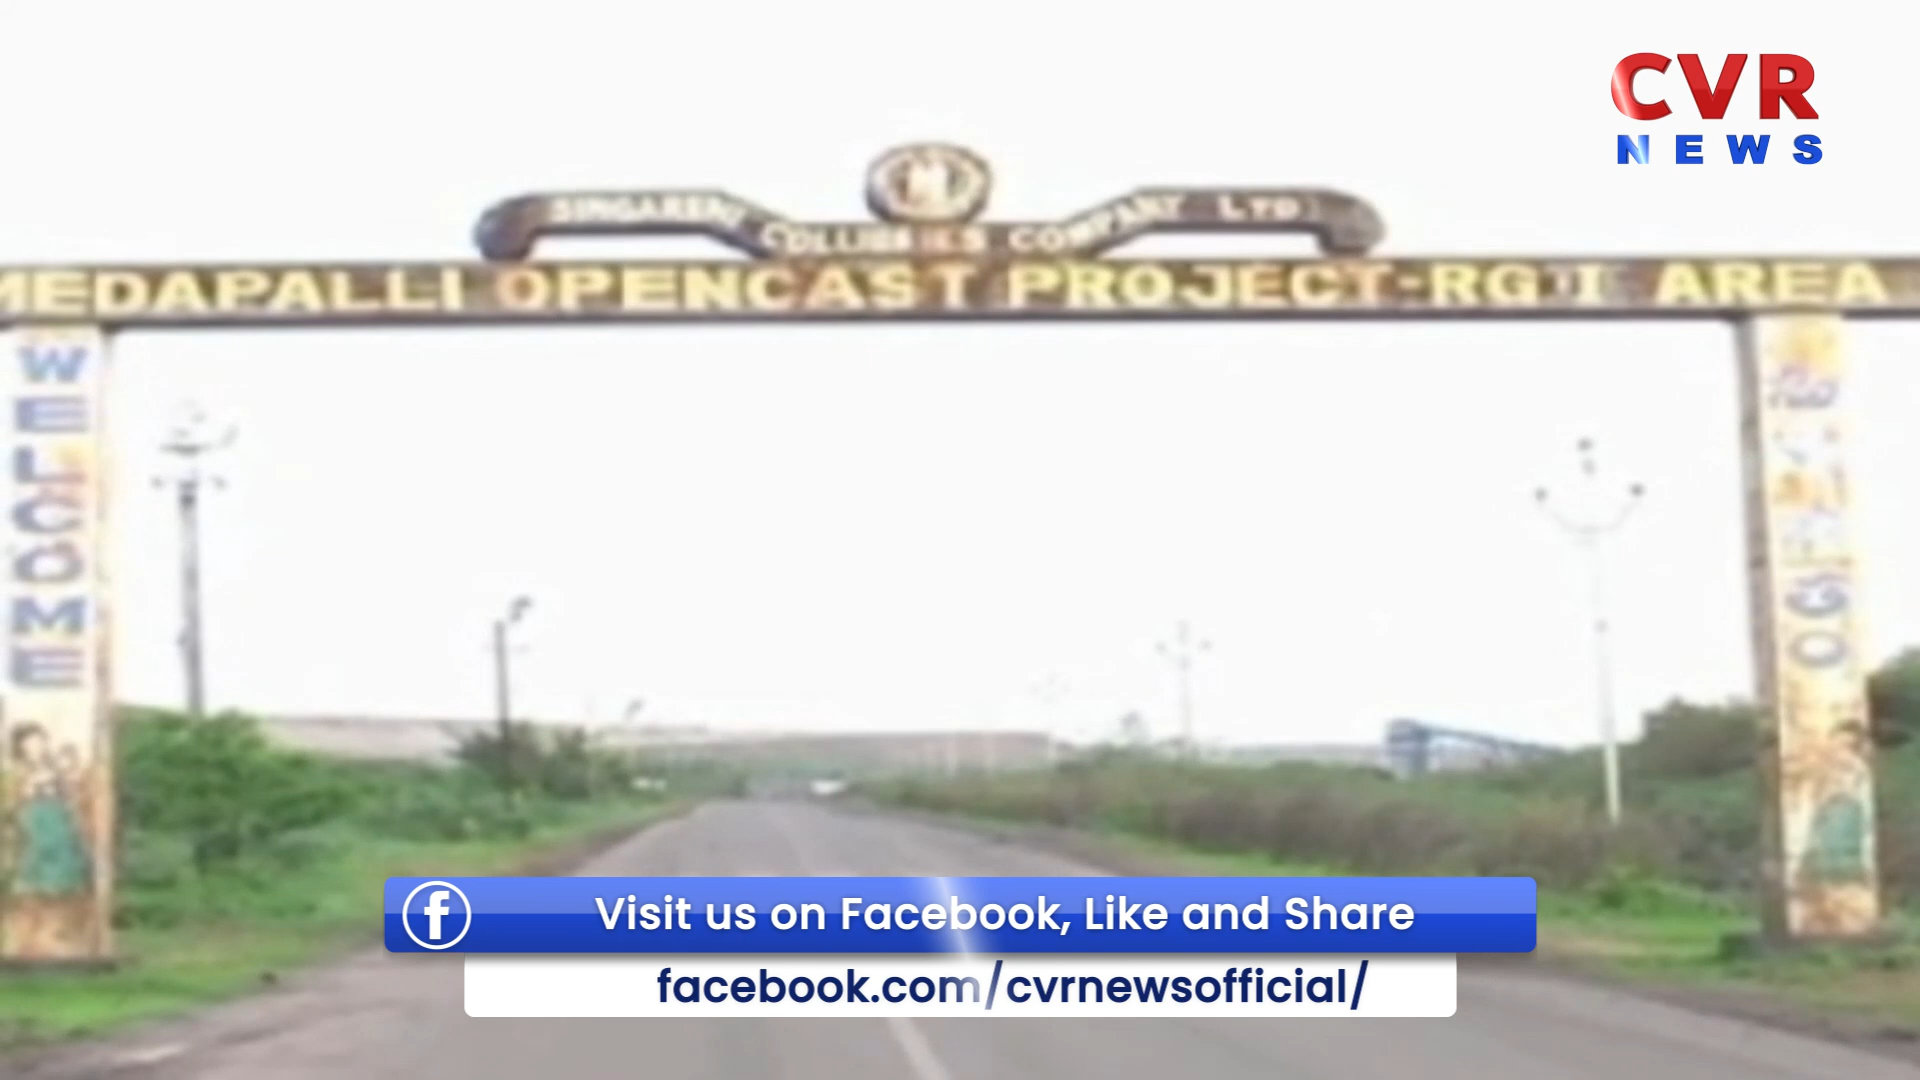 CVR
NEWS
SINGARENI COLLIERIES COMPANY LTD
MEDAPALLI OPENCAST PROJECT-RG AREA
WELCOME
Visit us on Facebook, Like and Share
facebook.com/cvrnewsofficial/